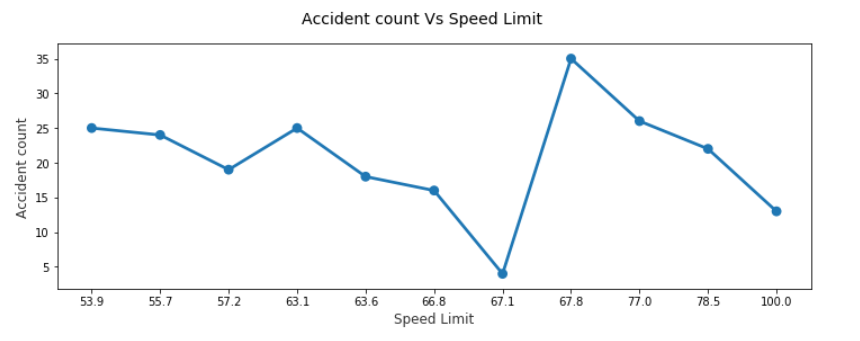 Accident count Vs Speed Limit
35
30
25
20
15
10
5
Accident count
53.9 55.7 57.2 63.1 63.6 66.8 67.1 67.8 77.0 78.5 100.0
Speed Limit